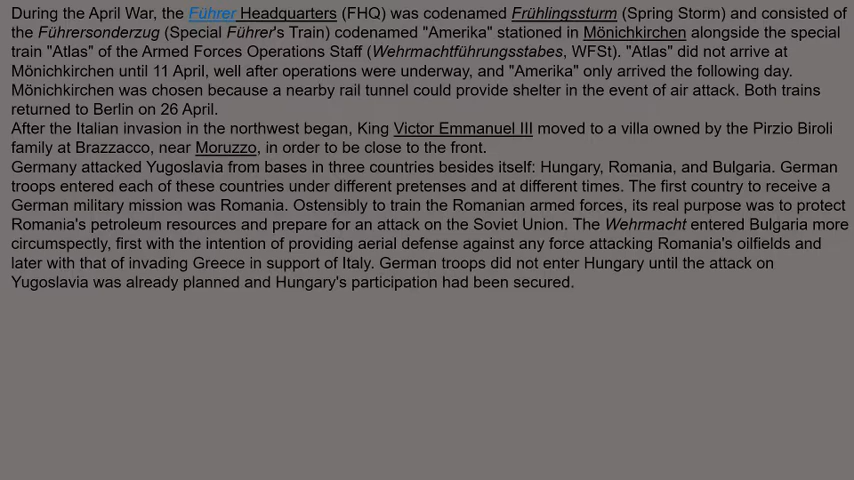 During the April War, the Führer Headquarters (FHQ) was codenamed Frühlingssturm (Spring Storm) and consisted of
the Führersonderzug (Special Führer's Train) codenamed "Amerika" stationed in Mönichkirchen alongside the special
train "Atlas" of the Armed Forces Operations Staff (Wehrmachtführungsstabes, WFSt). "Atlas" did not arrive at
Mönichkirchen until 11 April, well after operations were underway, and "Amerika" only arrived the following day.
Mönichkirchen was chosen because a nearby rail tunnel could provide shelter in the event of air attack. Both trains
returned to Berlin on 26 April.
After the Italian invasion in the northwest began, King Victor Emmanuel III moved to a villa owned by the Pirzio Biroli
family at Brazzacco, near Moruzzo, in order to be close to the front.
Germany attacked Yugoslavia from bases in three countries besides itself: Hungary, Romania, and Bulgaria. German
troops entered each of these countries under different pretenses and at different times. The first country to receive a
German military mission was Romania. Ostensibly to train the Romanian armed forces, its real purpose was to protect
Romania's petroleum resources and prepare for an attack on the Soviet Union. The Wehrmacht entered Bulgaria more
circumspectly, first with the intention of providing aerial defense against any force attacking Romania's oilfields and
later with that of invading Greece in support of Italy. German troops did not enter Hungary until the attack on
Yugoslavia was already planned and Hungary's participation had been secured.